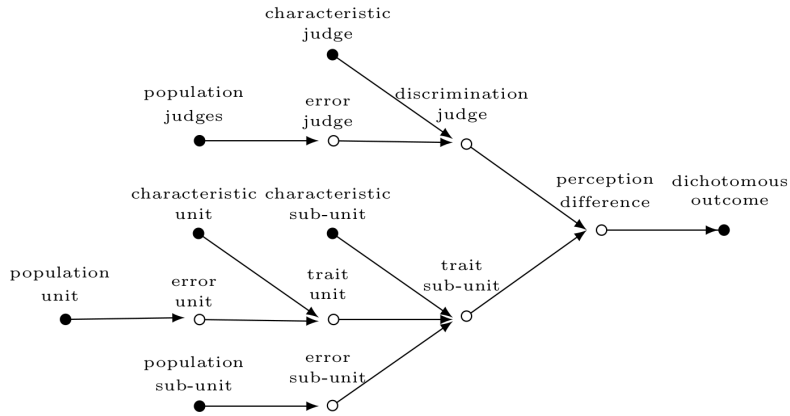 characteristic
judge
population
judges
error
judge
discrimination
judge
perception
difference
dichotomous
outcome
characteristic
unit
characteristic
sub-unit
population
unit
error
unit
trait
unit
trait
sub-unit
population
sub-unit
error
sub-unit